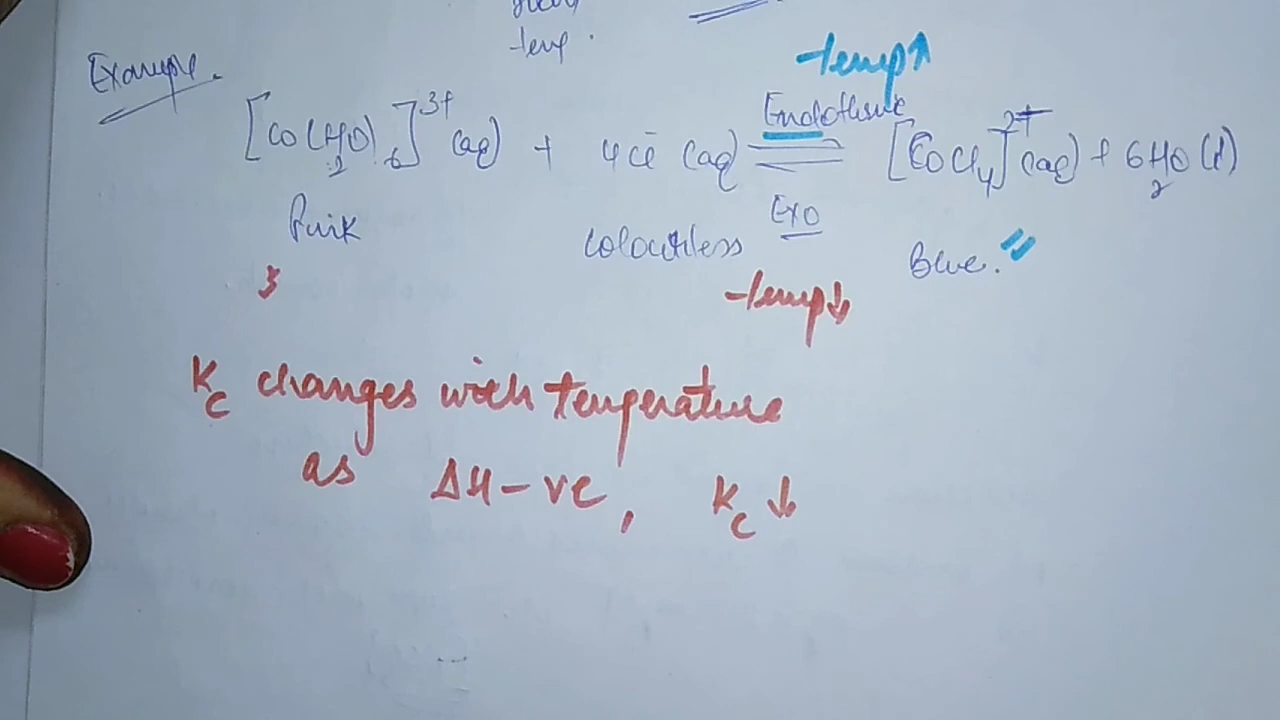 temp.
temp↑
Example.
Endothermic
[Co(H2O)6]3+ (aq) + 4Cl- (aq) ⇌ [CoCl4]2- (aq) + 6H2O (l)
Exo
Pink colourless Blue.
temp↓
Kc changes with temperature
as ΔH-ve, Kc↓